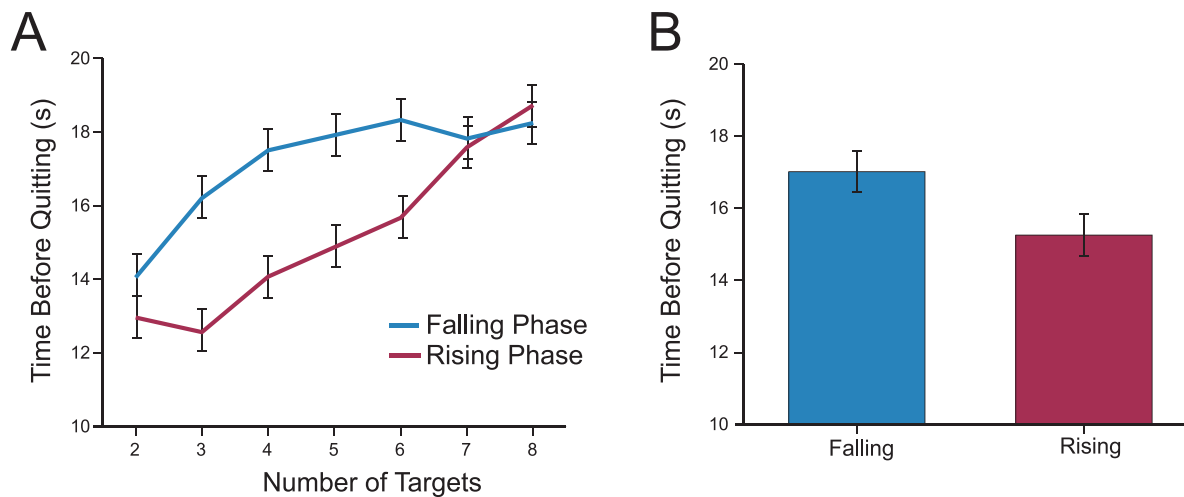 A
Time Before Quitting (s)
20
18
16
14
12
10
2 3 4 5 6 7 8
Number of Targets
Falling Phase
Rising Phase
B
Time Before Quitting (s)
20
18
16
14
12
10
Falling Rising